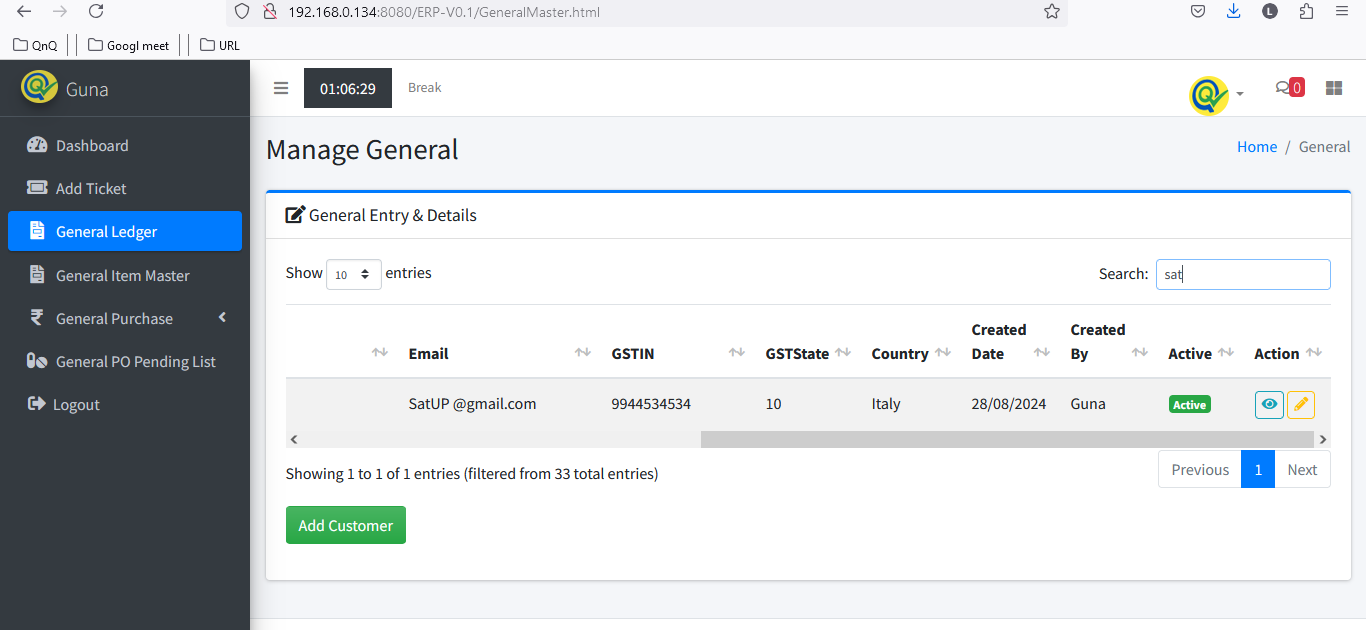 192.168.0.134:8080/ERP-V0.1/GeneralMaster.html
L
QnQ
Googl meet
URL
Guna
01:06:29
Break
0
Dashboard
Add Ticket
General Ledger
General Item Master
General Purchase
General PO Pending List
Logout
Manage General
Home / General
General Entry & Details
Show 10 entries
Search: sat
Email GSTIN GSTState Country Created Date Created By Active Action
SatUP @gmail.com 9944534534 10 Italy 28/08/2024 Guna Active
Showing 1 to 1 of 1 entries (filtered from 33 total entries)
Previous 1 Next
Add Customer